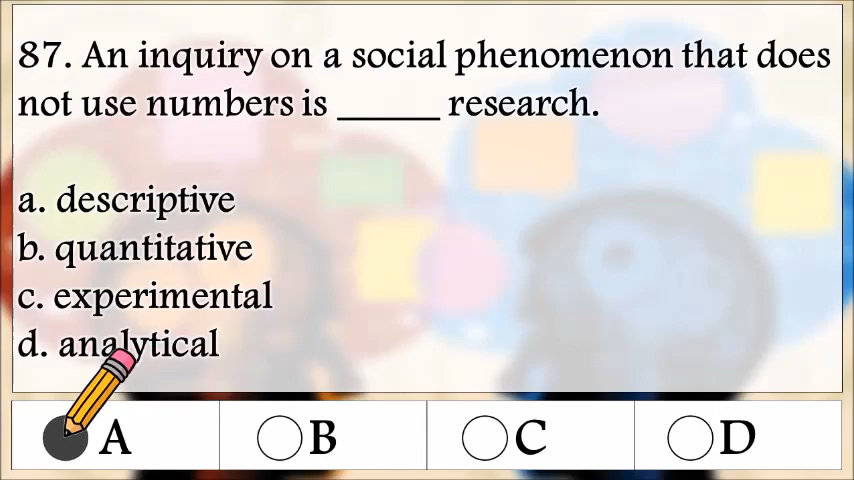 87. An inquiry on a social phenomenon that does
not use numbers is _____ research.
a. descriptive
b. quantitative
c. experimental
d. analytical
A B C D